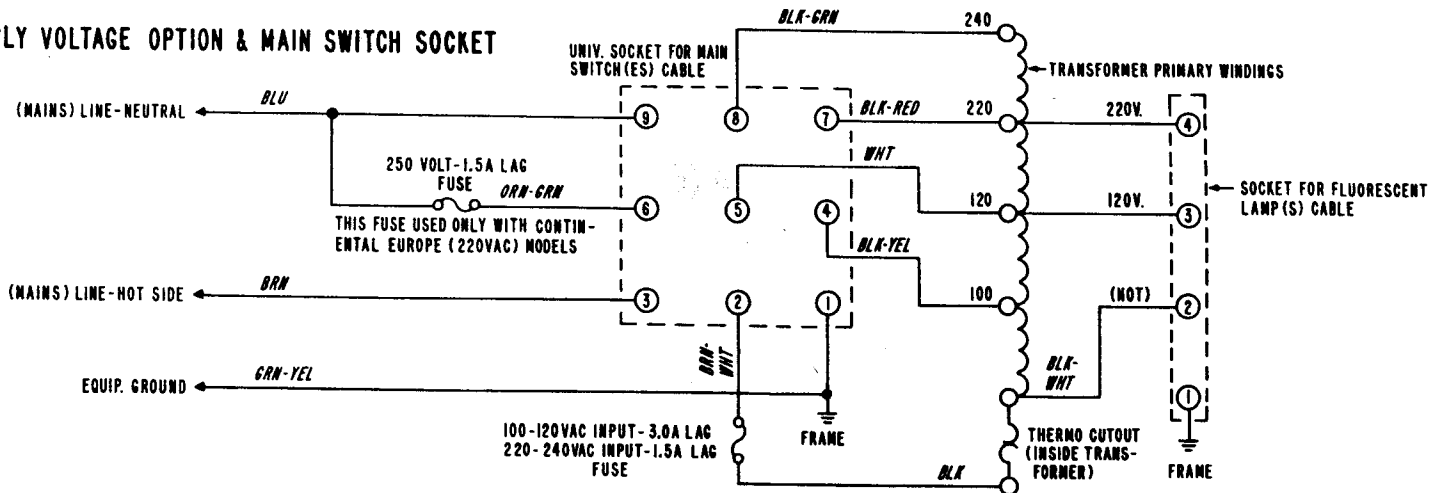 LY VOLTAGE OPTION & MAIN SWITCH SOCKET
BLK-GRN
240
UNIV. SOCKET FOR MAIN
SWITCH(ES) CABLE
TRANSFORMER PRIMARY WINDINGS
(MAINS) LINE-NEUTRAL
BLU
9
8
7
BLK-RED
220
220V.
4
250 VOLT-1.5A LAG
FUSE
ORN-GRN
WHT
SOCKET FOR FLUORESCENT
LAMP(S) CABLE
6
5
4
120
120V.
3
THIS FUSE USED ONLY WITH CONTIN-
ENTAL EUROPE (220VAC) MODELS
BLK-YEL
(MAINS) LINE-HOT SIDE
BRN
3
2
1
100
(NOT)
2
BRN-
WHT
BLK-
WHT
EQUIP. GROUND
GRN-YEL
1
100-120VAC INPUT-3.0A LAG
220-240VAC INPUT-1.5A LAG
FUSE
FRAME
THERMO CUTOUT
(INSIDE TRANS-
FORMER)
FRAME
BLK